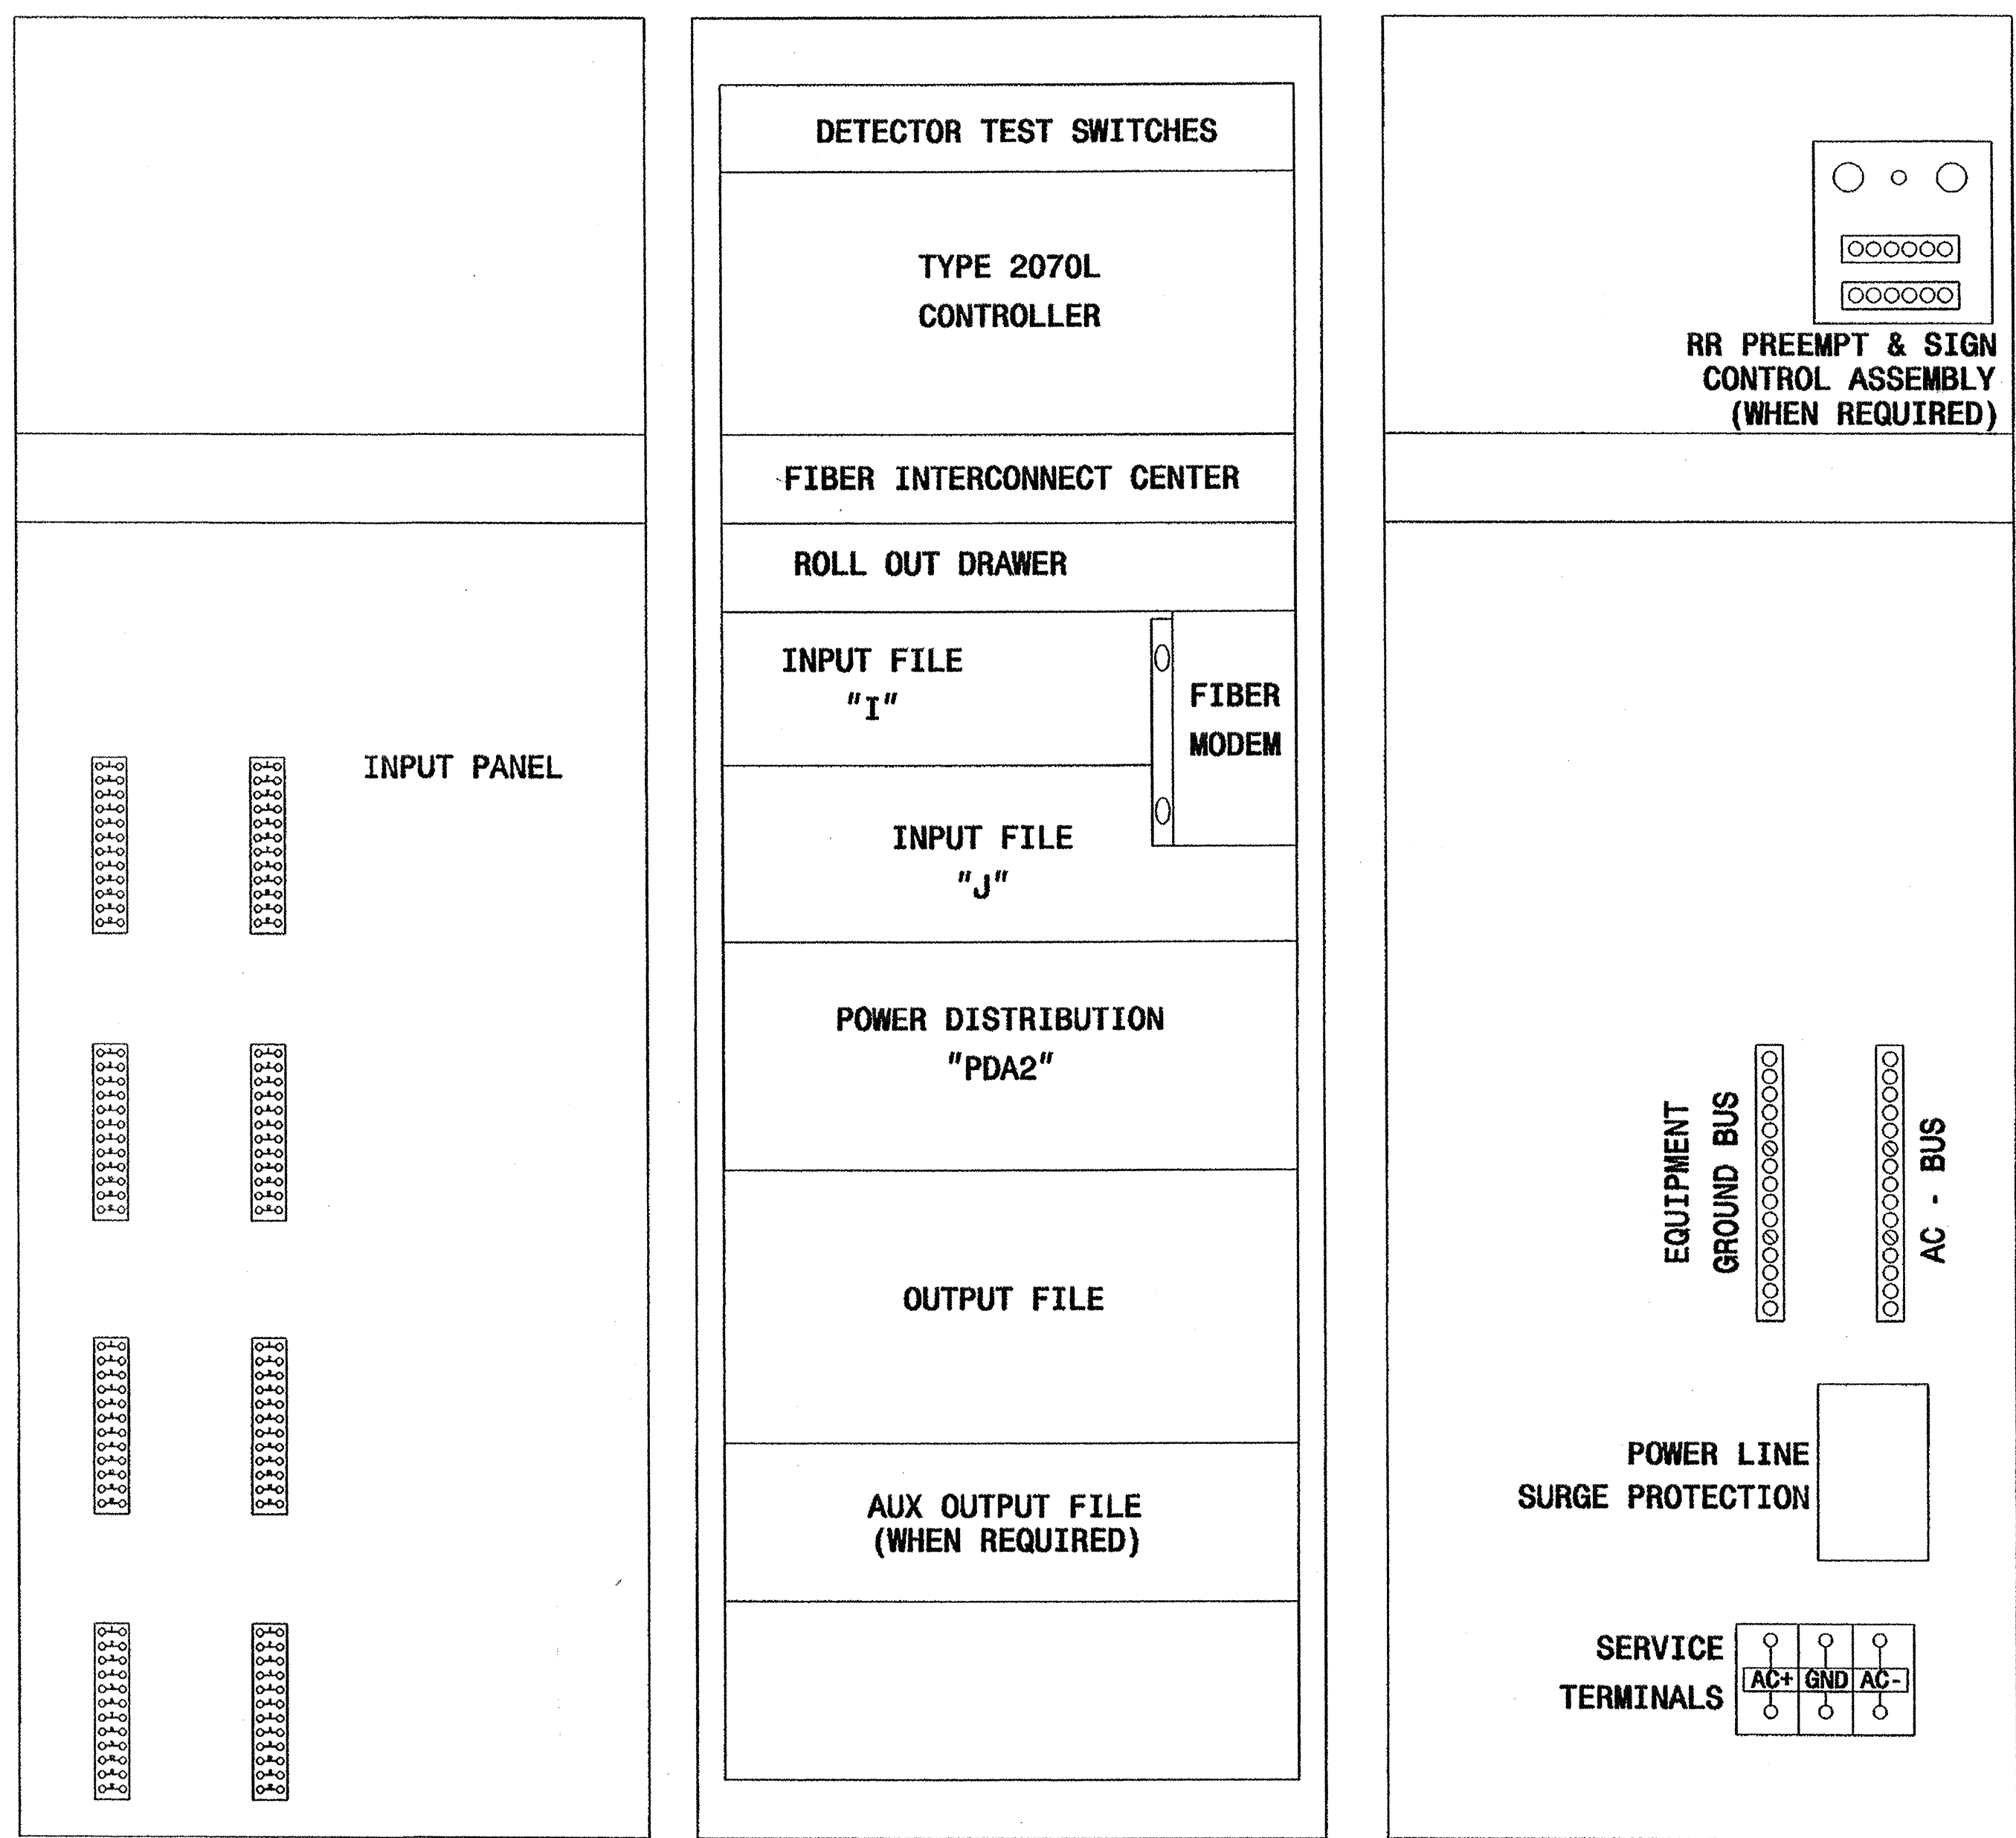 INPUT PANEL
DETECTOR TEST SWITCHES
TYPE 2070L
CONTROLLER
FIBER INTERCONNECT CENTER
ROLL OUT DRAWER
INPUT FILE
"I"
FIBER
MODEM
INPUT FILE
"J"
POWER DISTRIBUTION
"PDA2"
OUTPUT FILE
AUX OUTPUT FILE
(WHEN REQUIRED)
RR PREEMPT & SIGN
CONTROL ASSEMBLY
(WHEN REQUIRED)
EQUIPMENT
GROUND BUS
AC - BUS
POWER LINE
SURGE PROTECTION
SERVICE
TERMINALS
AC+ GND AC-